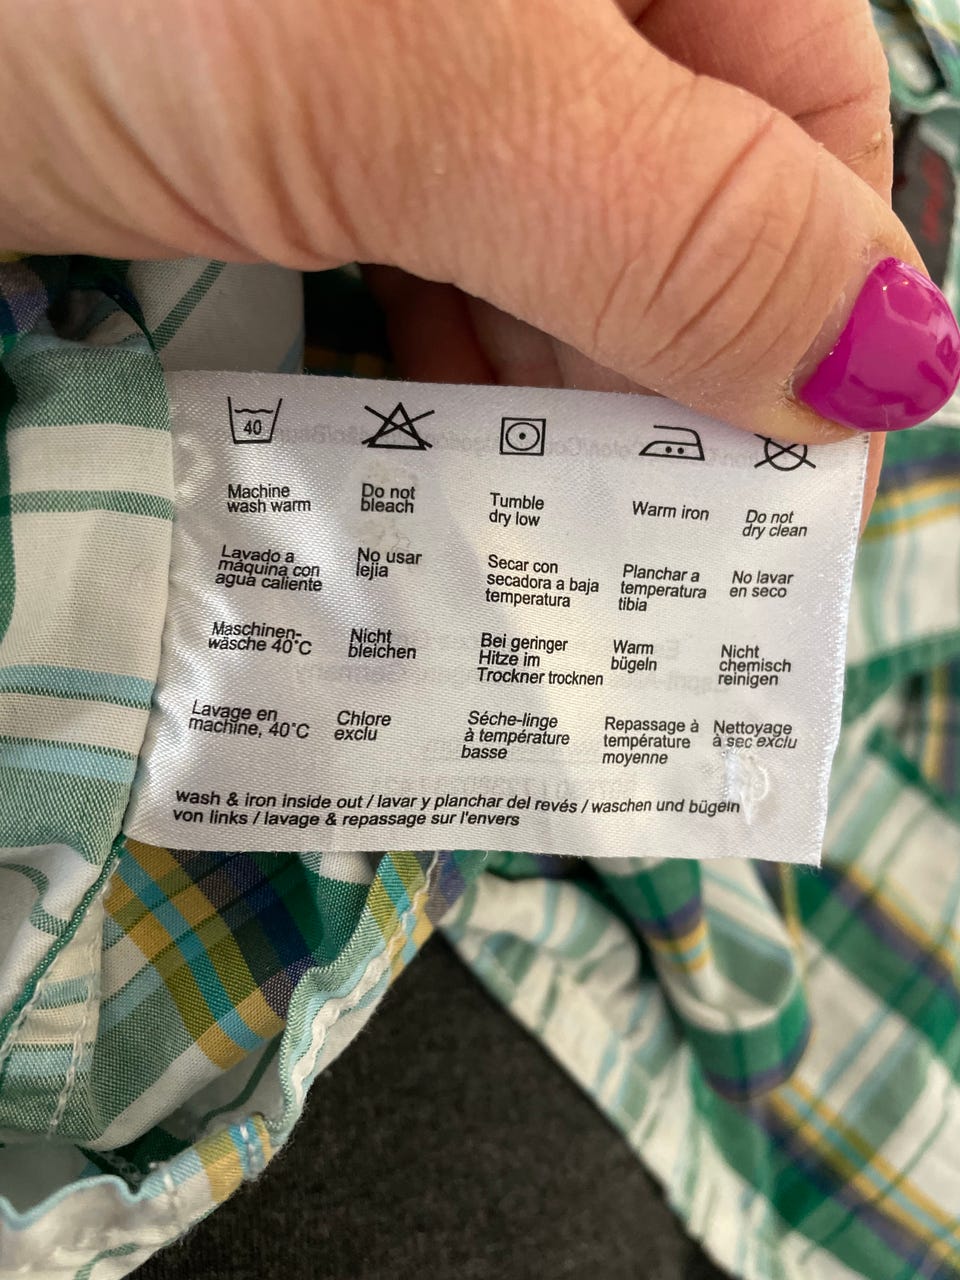 40
Machine
wash warm
Do not
bleach
Tumble
dry low
Warm iron
Do not
dry clean
Lavado a
máquina con
agua caliente
No usar
lejia
Secar con
secadora a baja
temperatura
Planchar a
temperatura
tibia
No lavar
en seco
Maschinen-
wäsche 40°C
Nicht
bleichen
Bei geringer
Hitze im
Trockner trocknen
Warm
bügeln
Nicht
chemisch
reinigen
Lavage en
machine, 40°C
Chlore
exclu
Séche-linge
à température
basse
Repassage à
température
moyenne
Nettoyage
à sec exclu
wash & iron inside out / lavar y planchar del revés / waschen und bügeln
von links / lavage & repassage sur l'envers